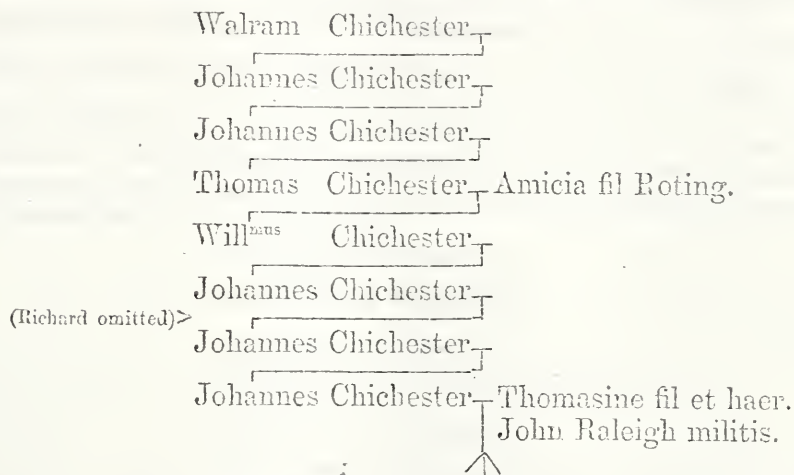 Walram Chichester
Johannes Chichester
Johannes Chichester
Thomas Chichester Amicia fil Roting.
Willmus Chichester
Johannes Chichester
(Richard omitted)>
Johannes Chichester
Johannes Chichester Thomasine fil et haer.
John Raleigh militis.